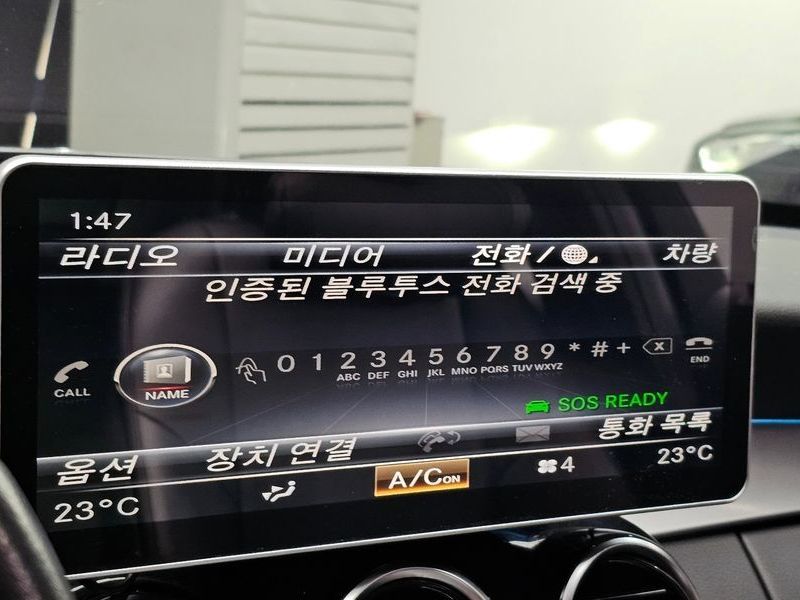 1:47
라디오 미디어 전화 / 차량
인증된 블루투스 전화 검색 중
CALL NAME 0 1 2 ABC 3 DEF 4 GHI 5 JKL 6 MNO 7 PQRS 8 TUV 9 WXYZ * # + END
SOS READY
옵션 장치 연결 통화 목록
23°C A/C ON 4 23°C